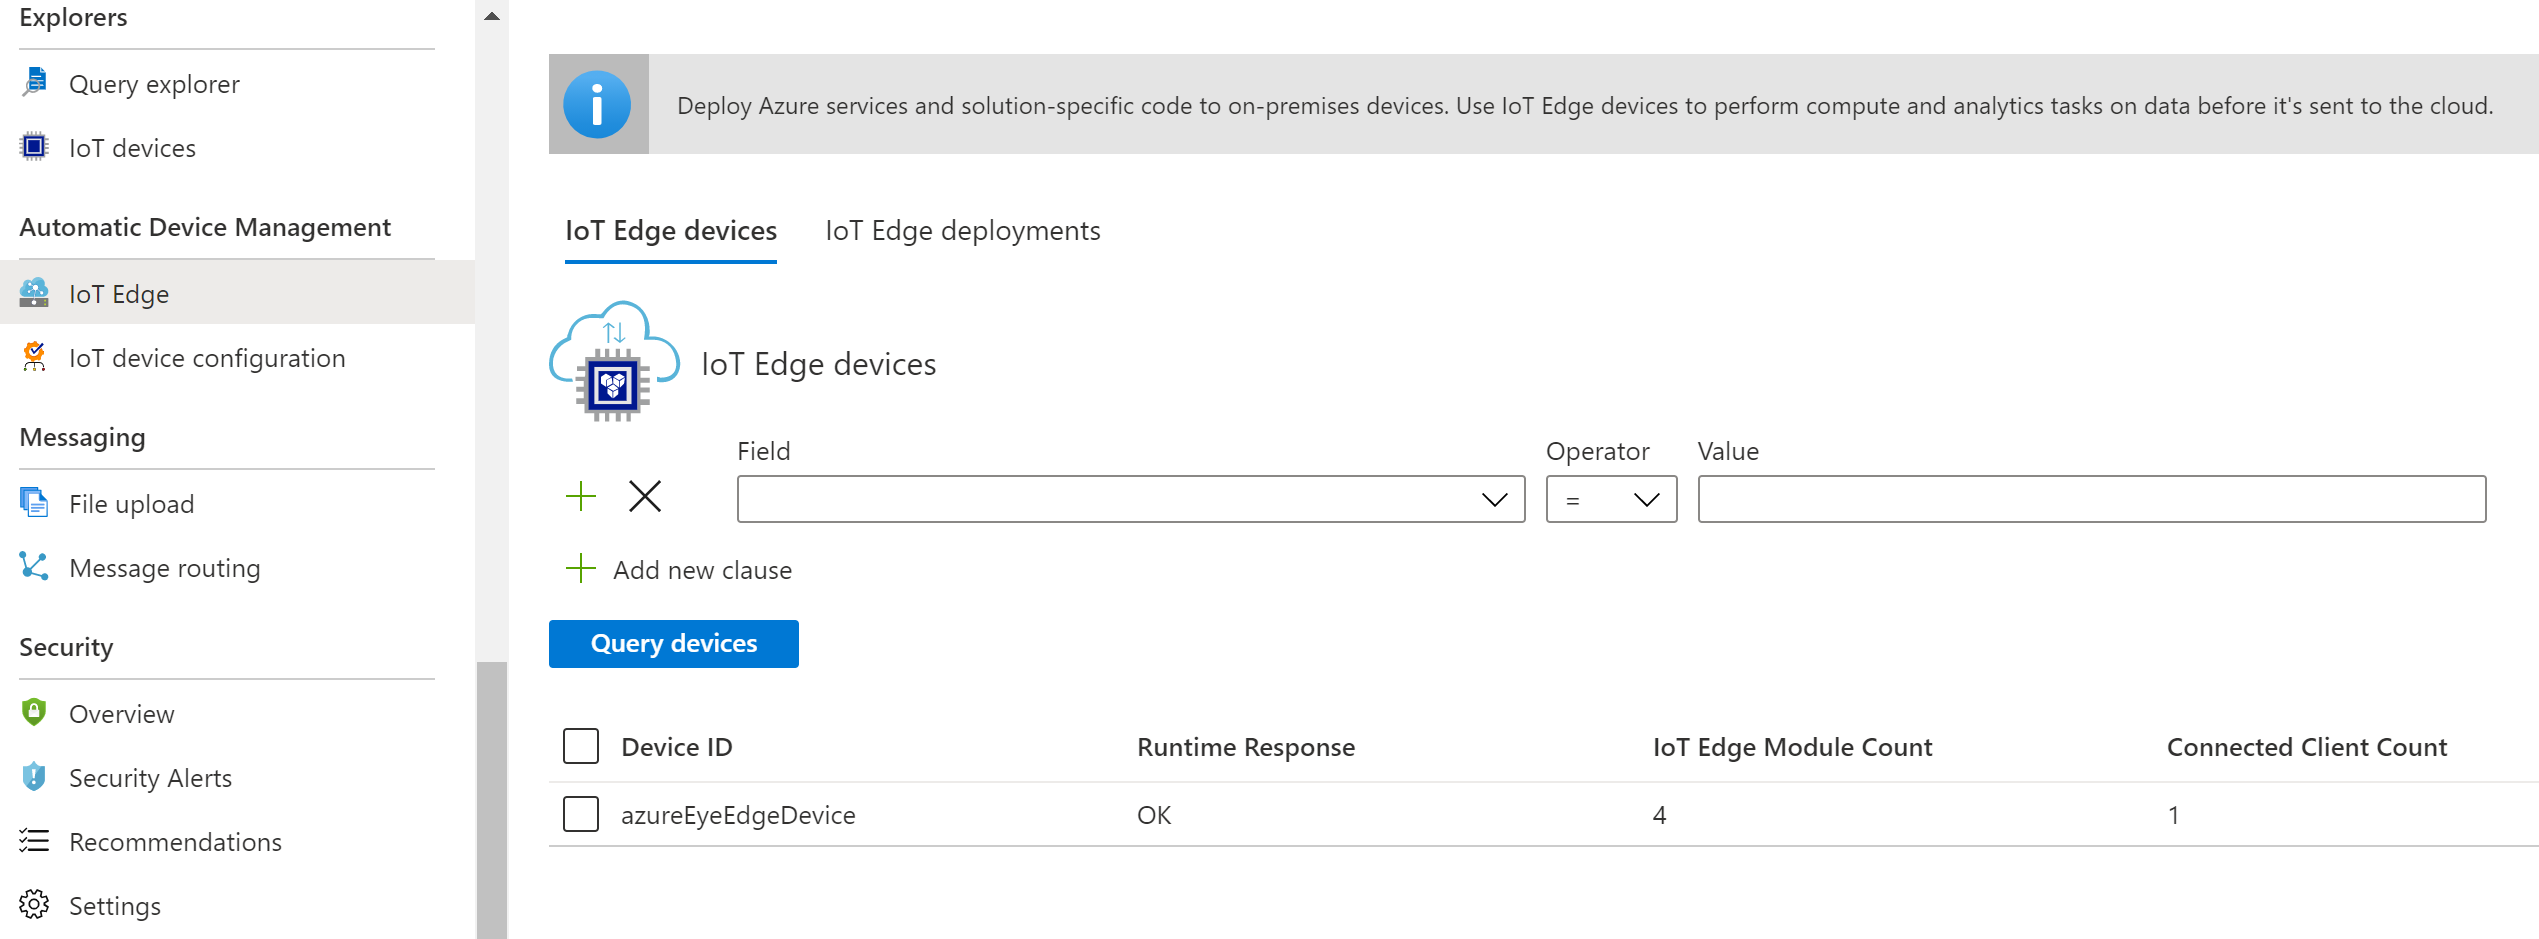 Explorers
Query explorer
IoT devices
Automatic Device Management
IoT Edge
IoT device configuration
Messaging
File upload
Message routing
Security
Overview
Security Alerts
Recommendations
Settings
Deploy Azure services and solution-specific code to on-premises devices. Use IoT Edge devices to perform compute and analytics tasks on data before it's sent to the cloud.
IoT Edge devices IoT Edge deployments
IoT Edge devices
Field Operator Value
=
Add new clause
Query devices
Device ID Runtime Response IoT Edge Module Count Connected Client Count
azureEyeEdgeDevice OK 4 1